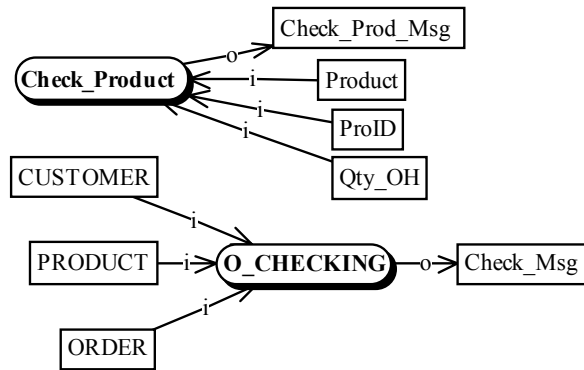 Check_Prod_Msg
o
Check_Product
i
Product
i
ProID
i
Qty_OH
CUSTOMER
i
PRODUCT
i
O_CHECKING
o
Check_Msg
i
ORDER